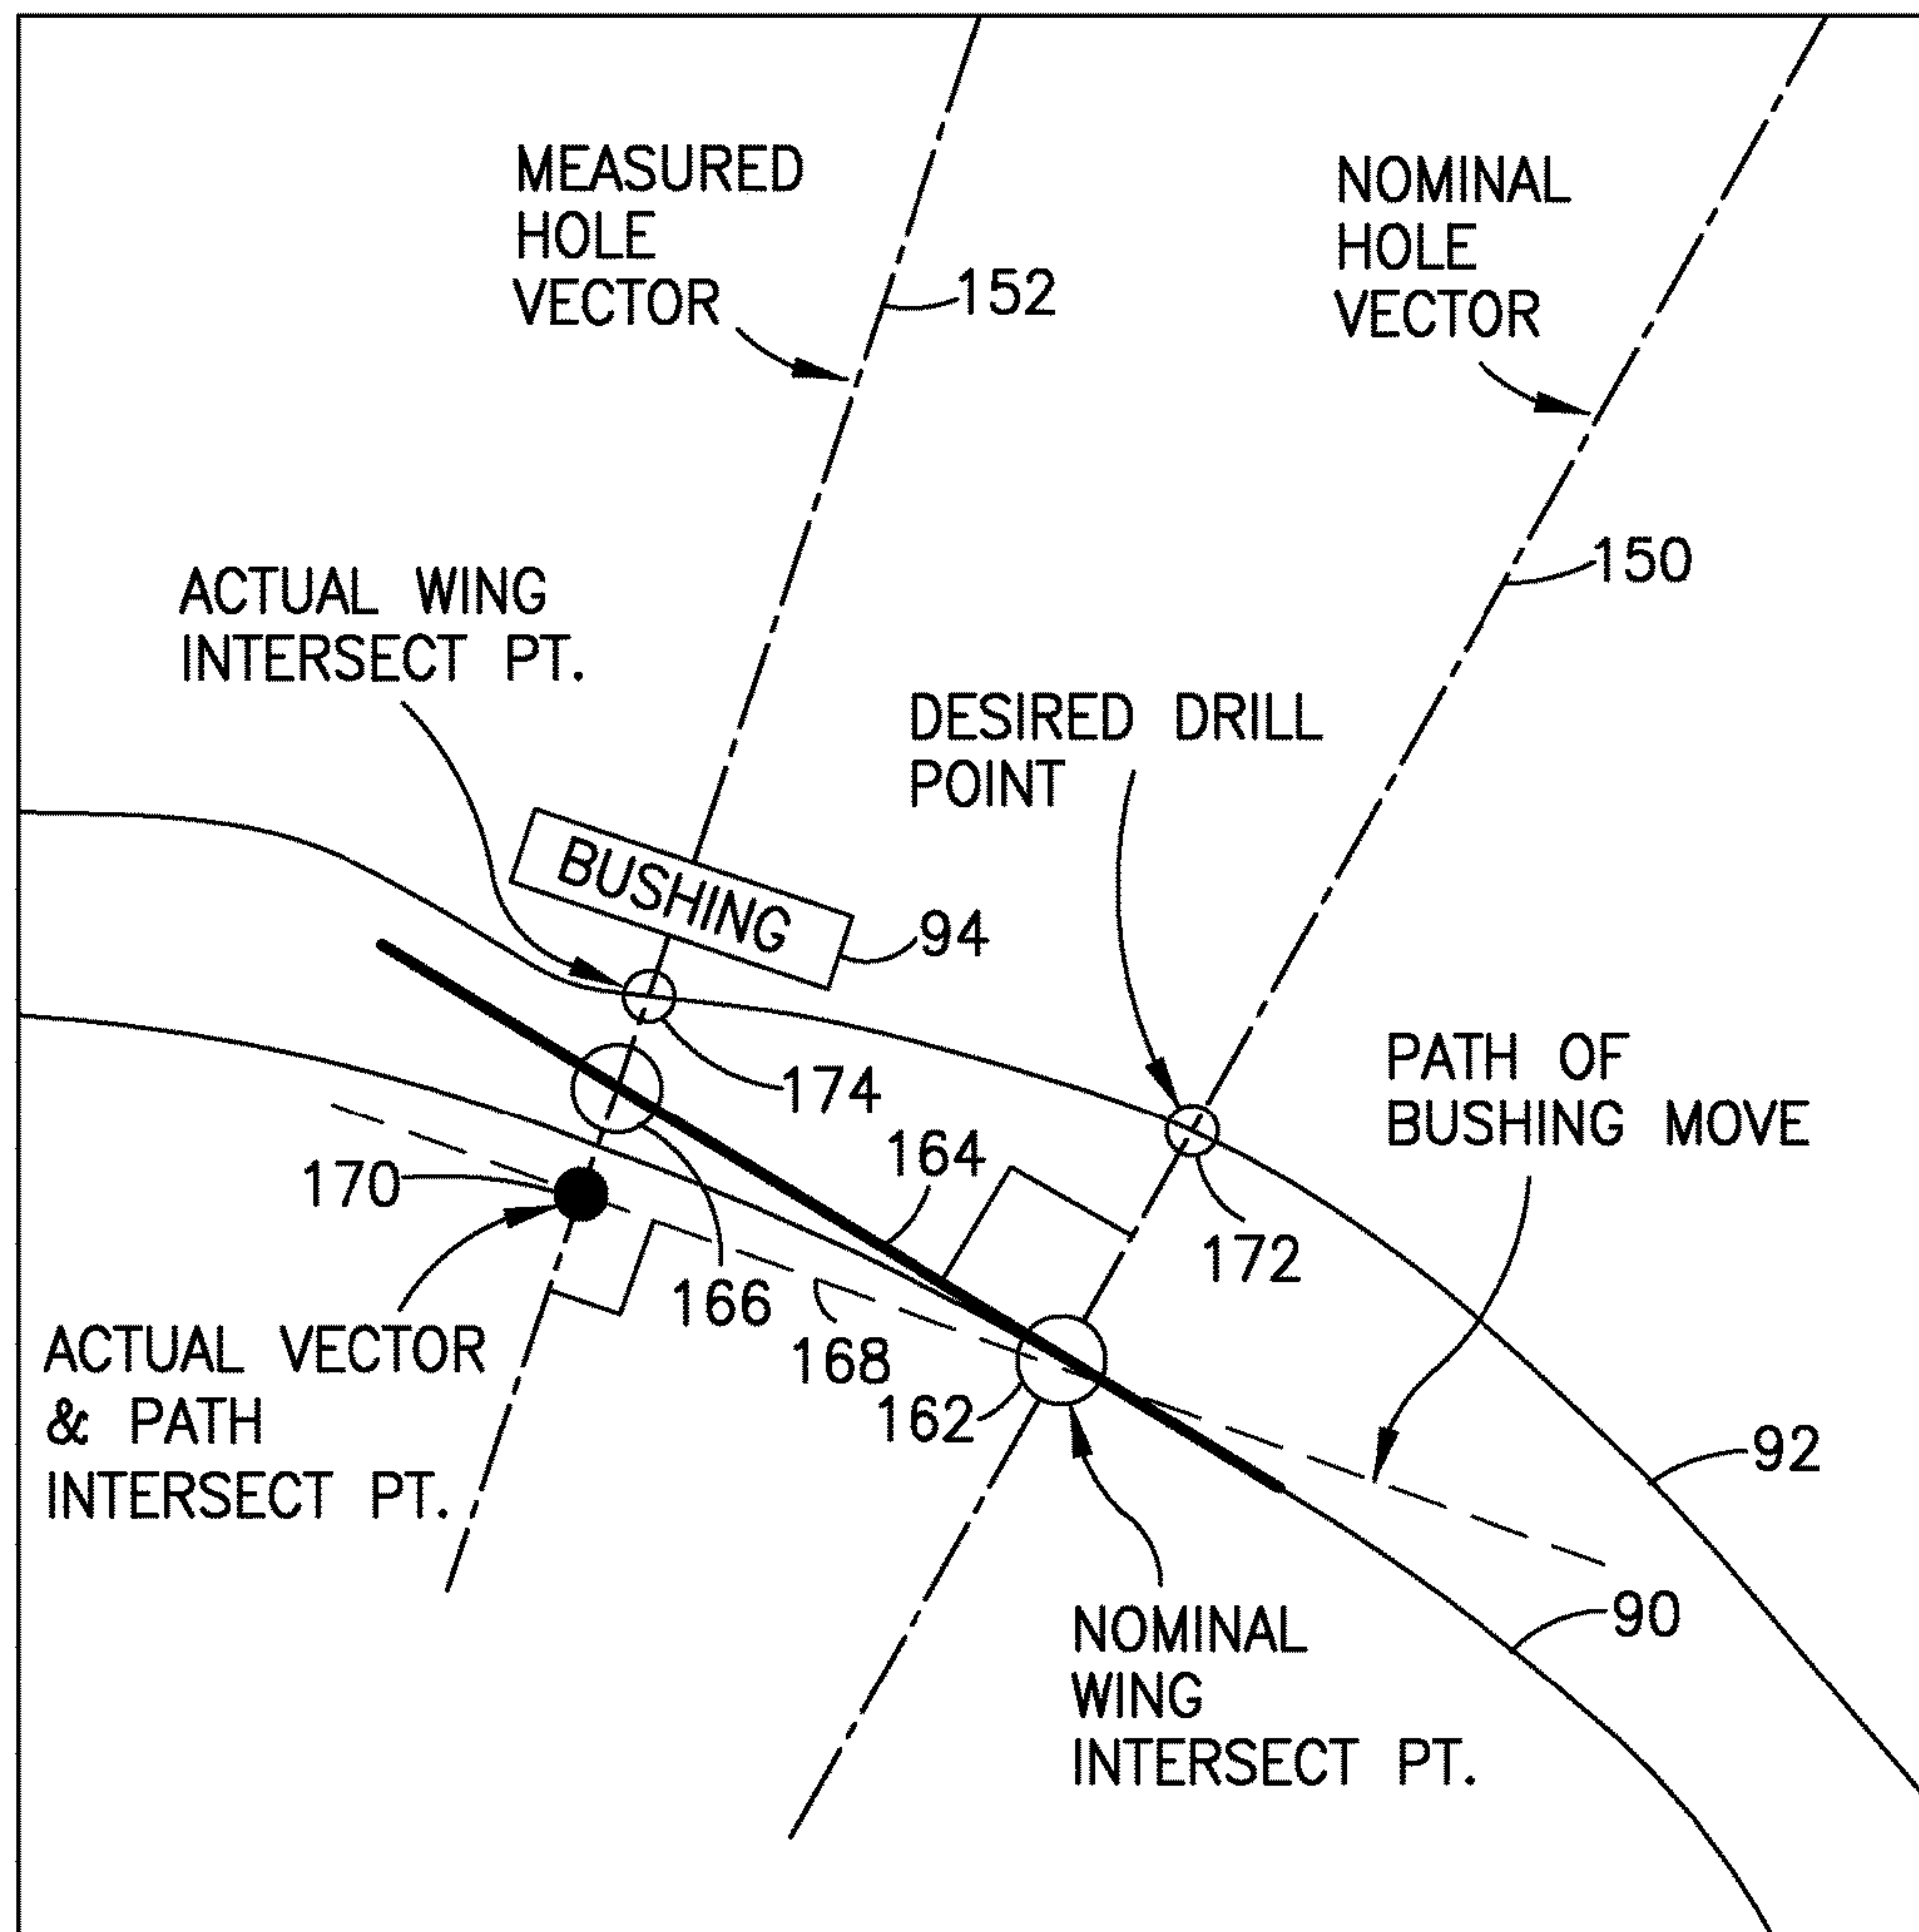 MEASURED
HOLE
VECTOR
152
NOMINAL
HOLE
VECTOR
150
ACTUAL WING
INTERSECT PT.
DESIRED DRILL
POINT
BUSHING
94
174
164
PATH OF
BUSHING MOVE
170
172
166
168
162
ACTUAL VECTOR
& PATH
INTERSECT PT.
92
90
NOMINAL
WING
INTERSECT PT.